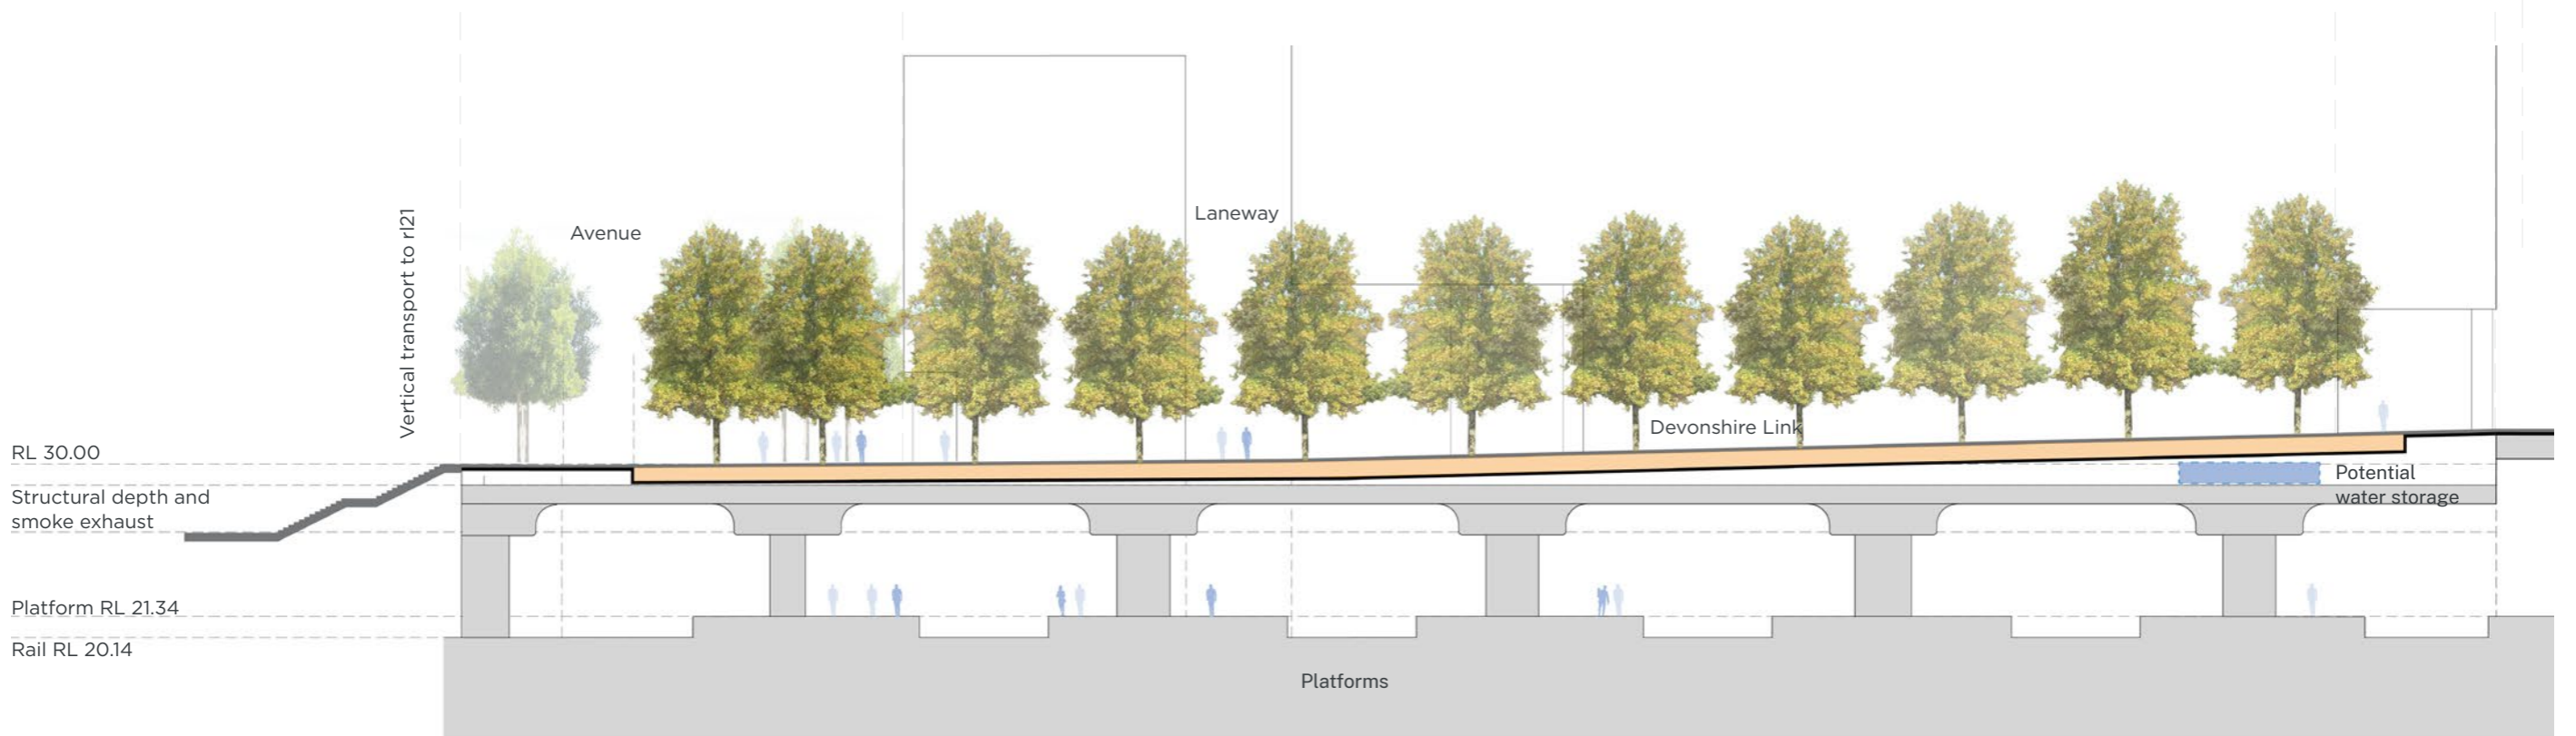 Avenue
Laneway
Vertical transport to rl21
Devonshire Link
RL 30.00
Structural depth and
smoke exhaust
Potential
water storage
Platform RL 21.34
Rail RL 20.14
Platforms